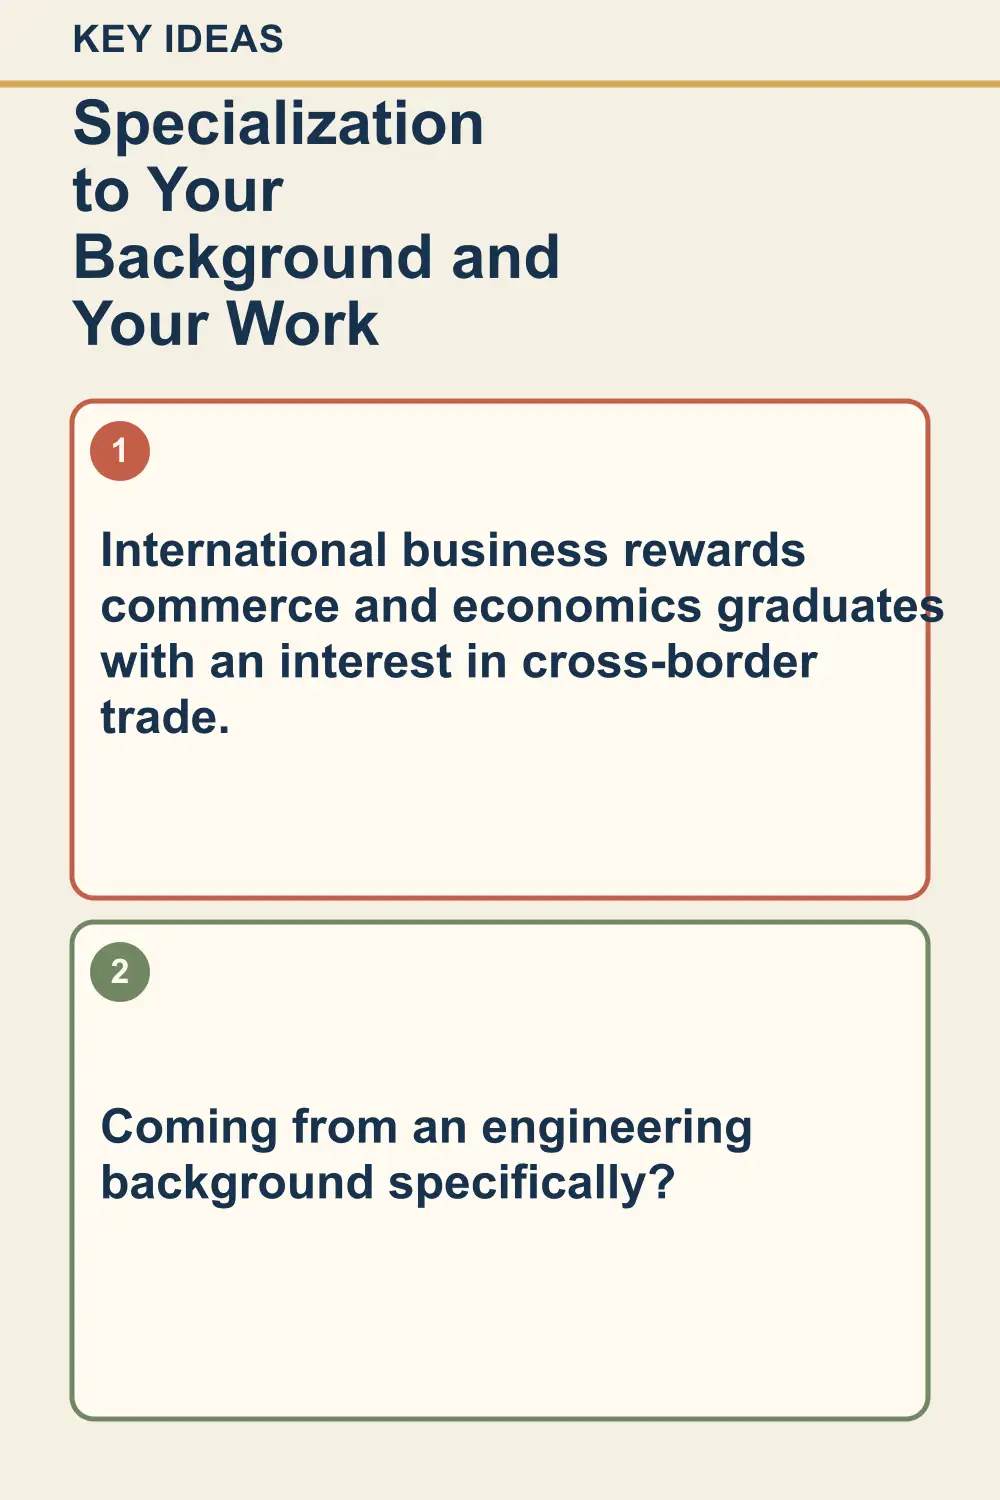 KEY IDEAS
Specialization
to Your
Background and
Your Work
1
International business rewards
commerce and economics graduates
with an interest in cross-border
trade.
2
Coming from an engineering
background specifically?